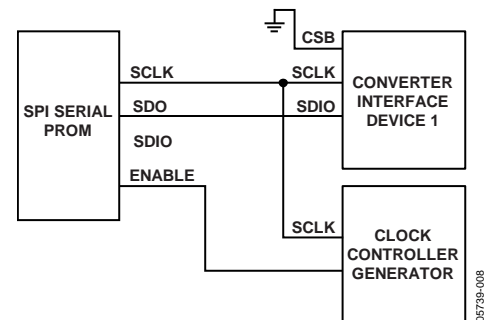 CSB
SCLK
SCLK
SDO
SDIO
SDIO
ENABLE
SPI SERIAL
PROM
CONVERTER
INTERFACE
DEVICE 1
SCLK
CLOCK
CONTROLLER
GENERATOR
05739-008